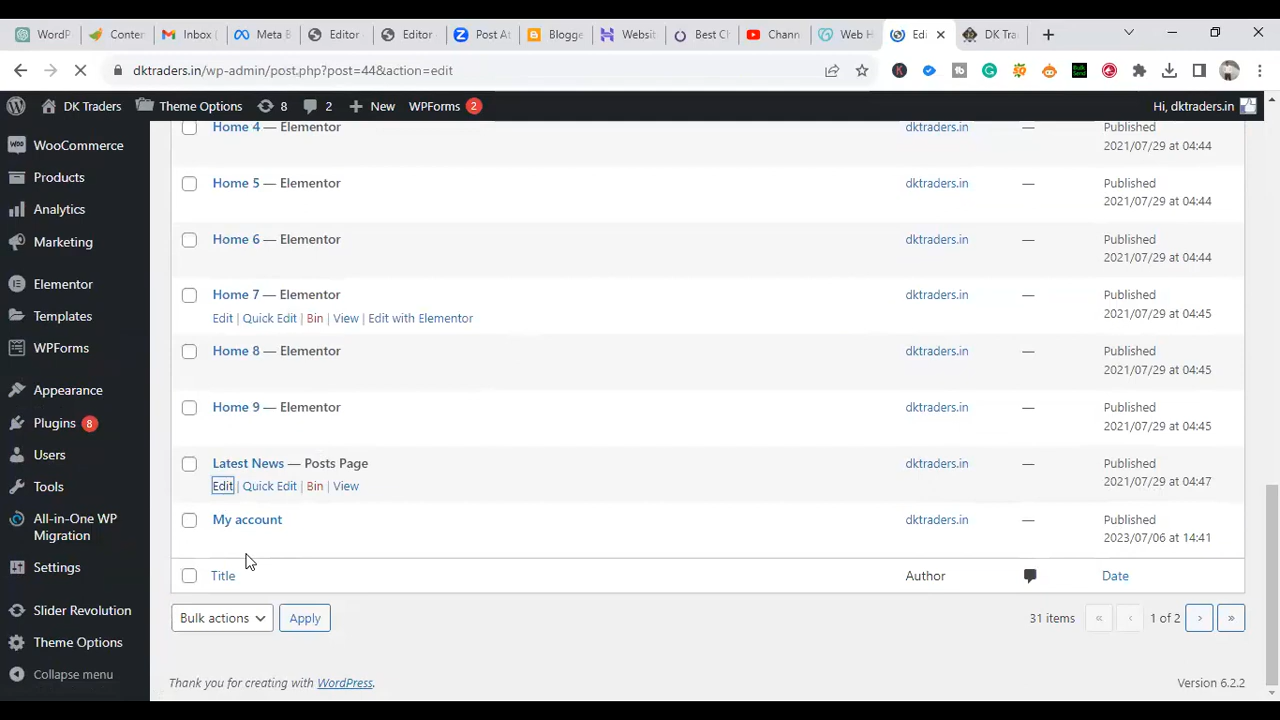 WordP
Conten
Inbox (
Meta B
Editor
Editor
Post At
Blogge
Websit
Best Cl
Chann
Web H
Edi
DK Tra
dktraders.in/wp-admin/post.php?post=44&action=edit
DK Traders
Theme Options
8
2
New
WPForms
2
Hi, dktraders.in
WooCommerce
Products
Analytics
Marketing
Elementor
Templates
WPForms
Appearance
Plugins
8
Users
Tools
All-in-One WP
Migration
Settings
Slider Revolution
Theme Options
Collapse menu
Home 4 — Elementor
dktraders.in
—
Published
2021/07/29 at 04:44
Home 5 — Elementor
dktraders.in
—
Published
2021/07/29 at 04:44
Home 6 — Elementor
dktraders.in
—
Published
2021/07/29 at 04:44
Home 7 — Elementor
Edit | Quick Edit | Bin | View | Edit with Elementor
dktraders.in
—
Published
2021/07/29 at 04:45
Home 8 — Elementor
dktraders.in
—
Published
2021/07/29 at 04:45
Home 9 — Elementor
dktraders.in
—
Published
2021/07/29 at 04:45
Latest News — Posts Page
Edit | Quick Edit | Bin | View
dktraders.in
—
Published
2021/07/29 at 04:47
My account
dktraders.in
—
Published
2023/07/06 at 14:41
Title
Author
Date
Bulk actions
Apply
31 items
«
‹
1 of 2
›
»
Thank you for creating with WordPress.
Version 6.2.2